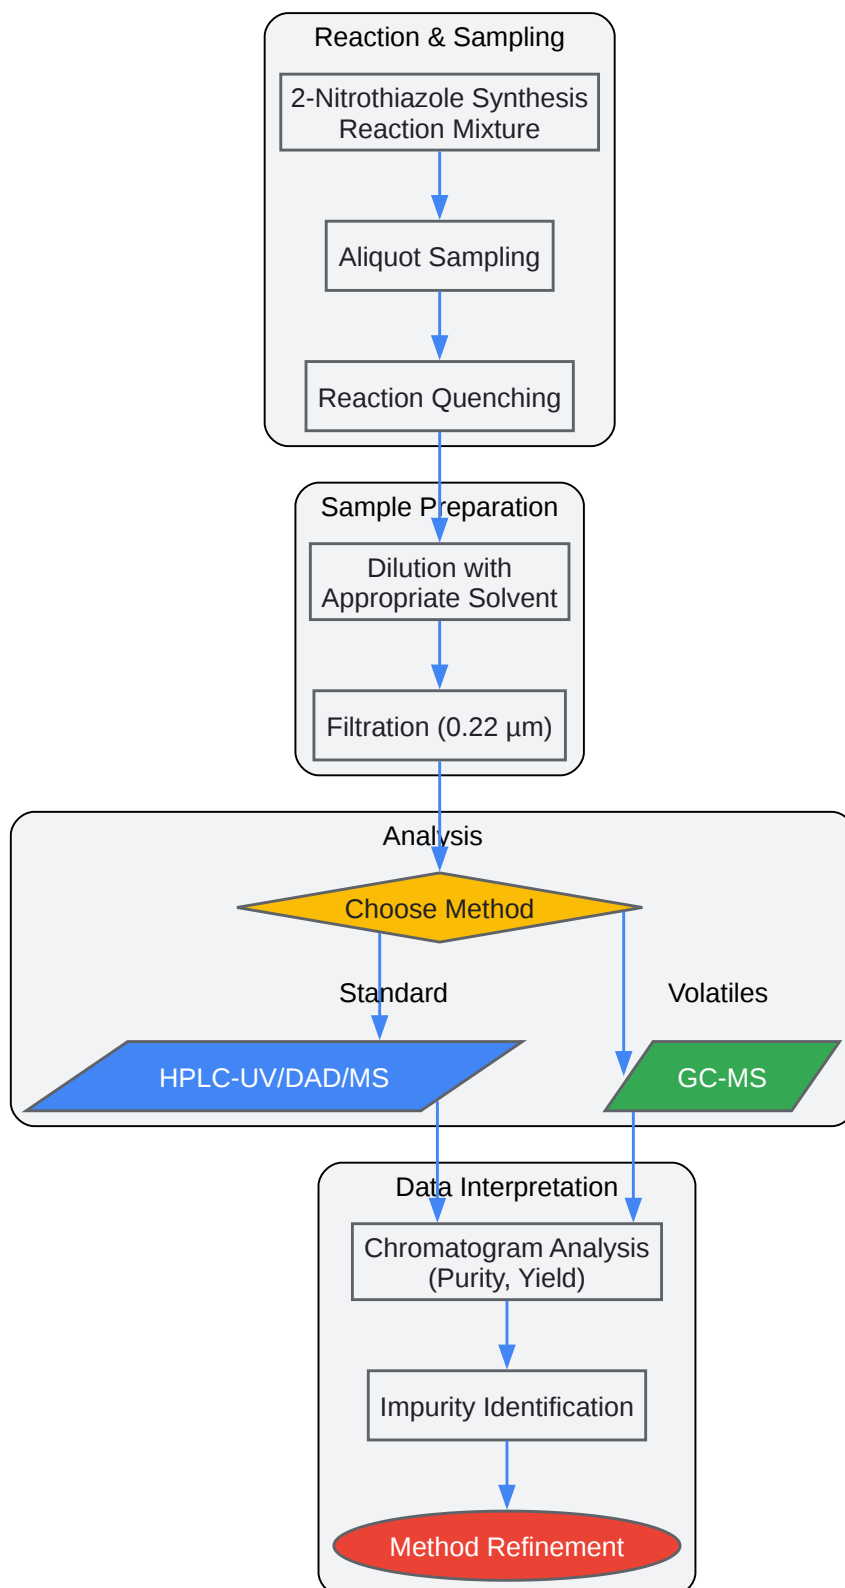 Reaction & Sampling
2-Nitrothiazole Synthesis
Reaction Mixture
Aliquot Sampling
Reaction Quenching
Sample Preparation
Dilution with
Appropriate Solvent
Filtration (0.22 µm)
Analysis
Choose Method
Standard
Volatiles
HPLC-UV/DAD/MS
GC-MS
Data Interpretation
Chromatogram Analysis
(Purity, Yield)
Impurity Identification
Method Refinement